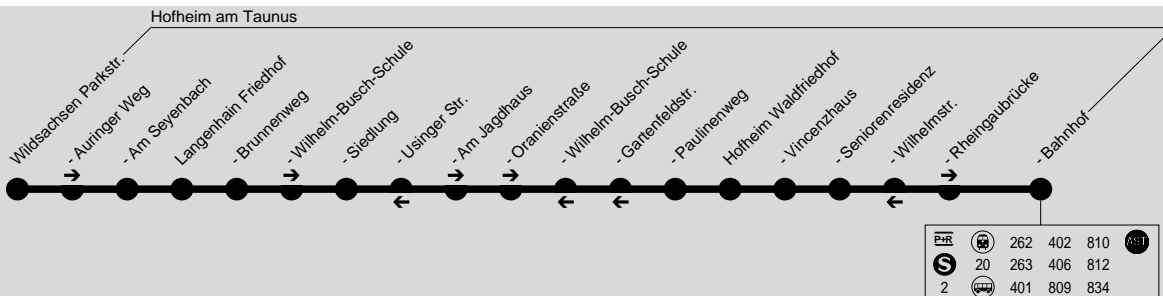 Hofheim am Taunus
Wildsachsen Parkstr.
- Auringer Weg
- Am Seyenbach
Langenhain Friedhof
- Brunnenweg
- Wilhelm-Busch-Schule
- Siedlung
- Usinger Str.
- Am Jagdhaus
- Oranienstraße
- Wilhelm-Busch-Schule
- Gartenfeldstr.
- Paulinenweg
Hofheim Waldfriedhof
- Vincenzhaus
- Seniorenresidenz
- Willhelmstr.
- Rheingaubrücke
- Bahnhof
P+R 262 402 810 AST
S 20 263 406 812
2 401 809 834